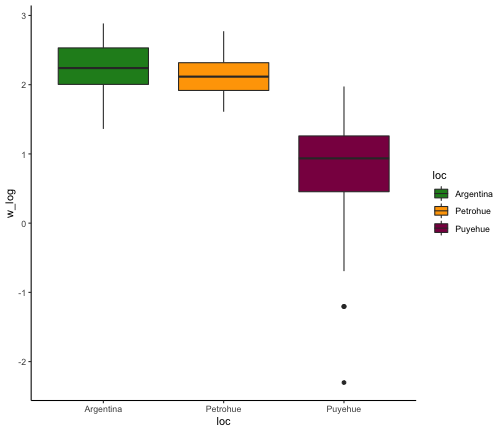 3
2
1
0
-1
-2
w_log
Argentina Petrohue Puyehue
loc
loc
Argentina
Petrohue
Puyehue